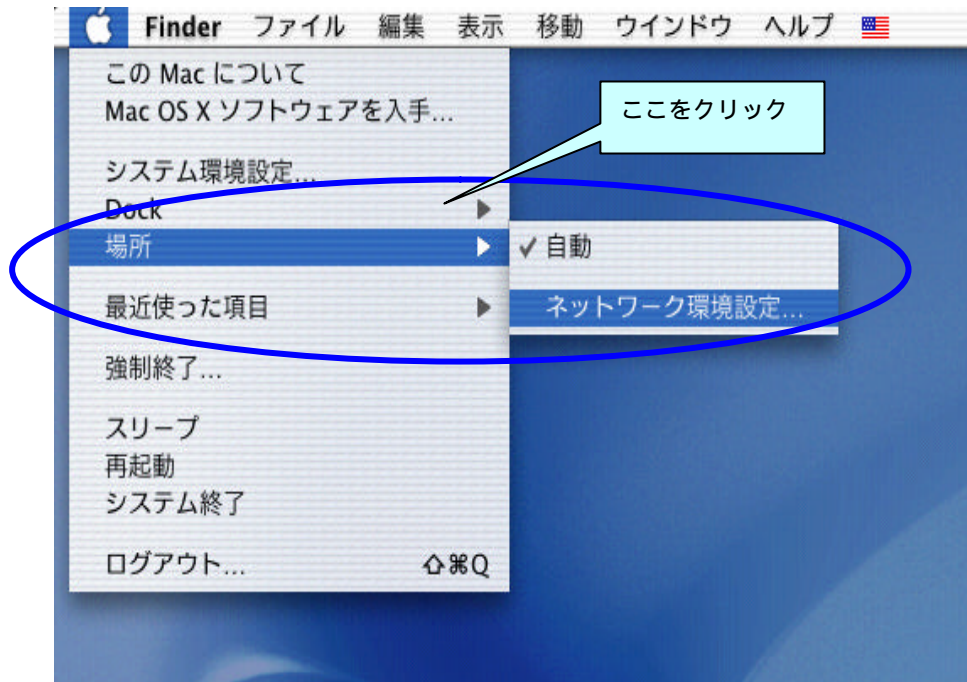 Finder ファイル 編集 表示 移動 ウインドウ ヘルプ
この Mac について
Mac OS X ソフトウェアを入手...
ここをクリック
システム環境設定...
Dock
場所
✓ 自動
最近使った項目
ネットワーク環境設定...
強制終了...
スリープ
再起動
システム終了
ログアウト... ⇧⌘Q